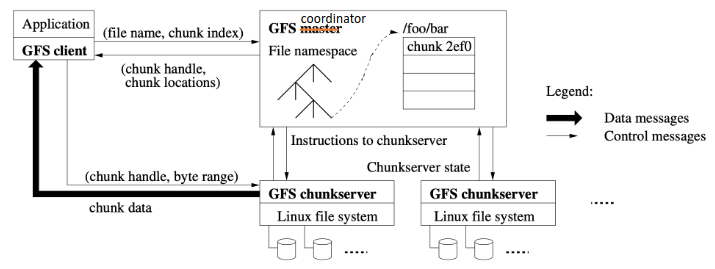 Application
GFS client
(file name, chunk index)
(chunk handle,
chunk locations)
coordinator
GFS master
File namespace
/foo/bar
chunk 2ef0
Legend:
Data messages
Control messages
Instructions to chunkserver
Chunkserver state
(chunk handle, byte range)
chunk data
GFS chunkserver
Linux file system
GFS chunkserver
Linux file system